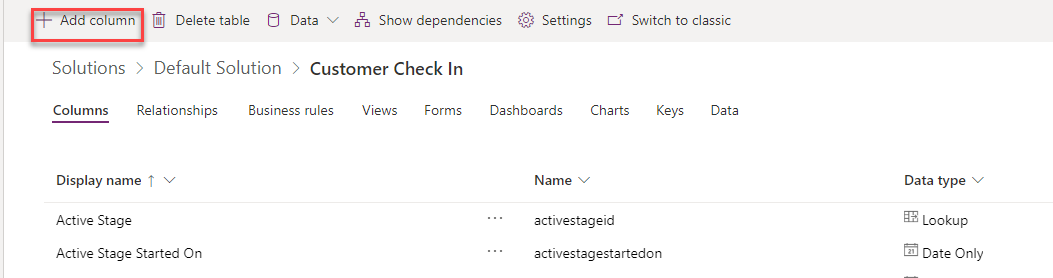 Add column Delete table Data Show dependencies Settings Switch to classic
Solutions > Default Solution > Customer Check In
Columns Relationships Business rules Views Forms Dashboards Charts Keys Data
Display name ↑ Name Data type
Active Stage ··· activestageid Lookup
Active Stage Started On ··· activestagestartedon 21 Date Only